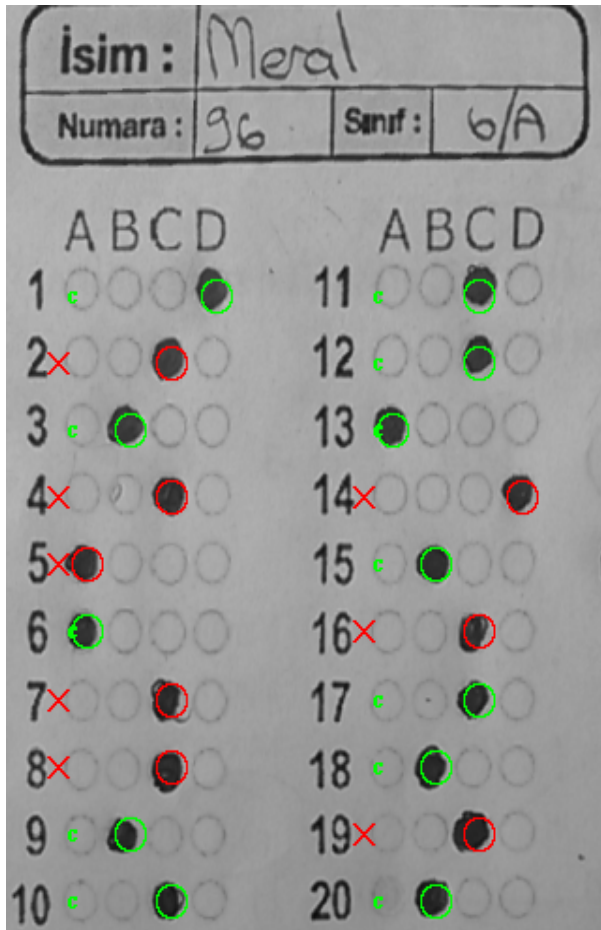 İsim : Meral
Numara : 96 Sınıf : 6/A
A B C D
1 c
2
3 c
4
5
6 c
7
8
9 c
10 c
A B C D
11 c
12 c
13 c
14
15 c
16
17 c
18 c
19
20 c